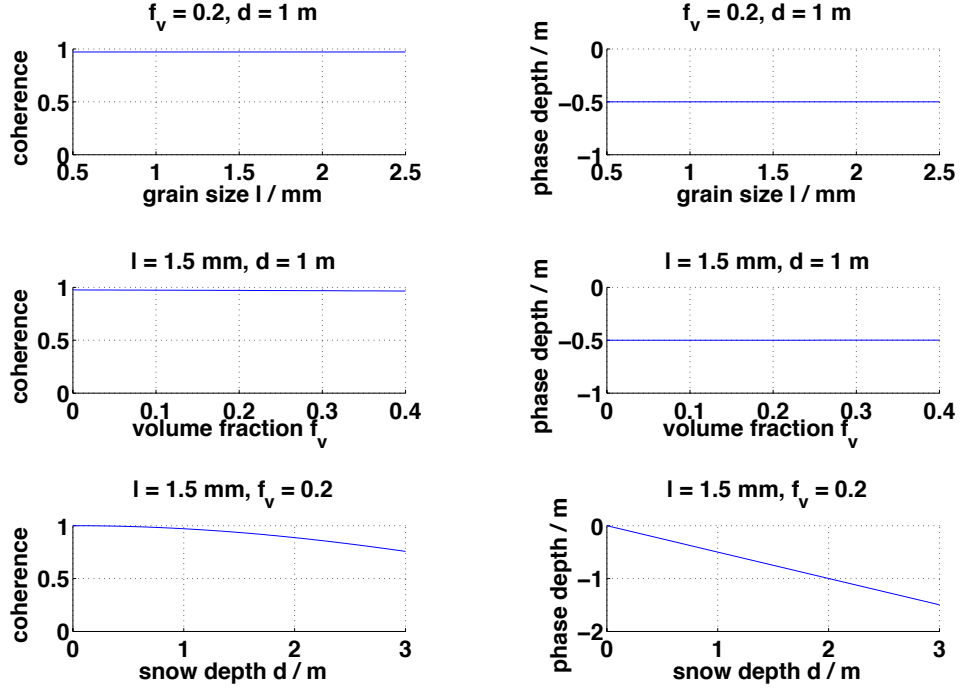 f_v = 0.2, d = 1 m
1
0.5
0
coherence
0.5 1 1.5 2 2.5
grain size l / mm
f_v = 0.2, d = 1 m
0
−0.5
−1
phase depth / m
0.5 1 1.5 2 2.5
grain size l / mm
l = 1.5 mm, d = 1 m
1
0.5
0
coherence
0 0.1 0.2 0.3 0.4
volume fraction f_v
l = 1.5 mm, d = 1 m
0
−0.5
−1
phase depth / m
0 0.1 0.2 0.3 0.4
volume fraction f_v
l = 1.5 mm, f_v = 0.2
1
0.5
0
coherence
0 1 2 3
snow depth d / m
l = 1.5 mm, f_v = 0.2
0
−1
−2
phase depth / m
0 1 2 3
snow depth d / m